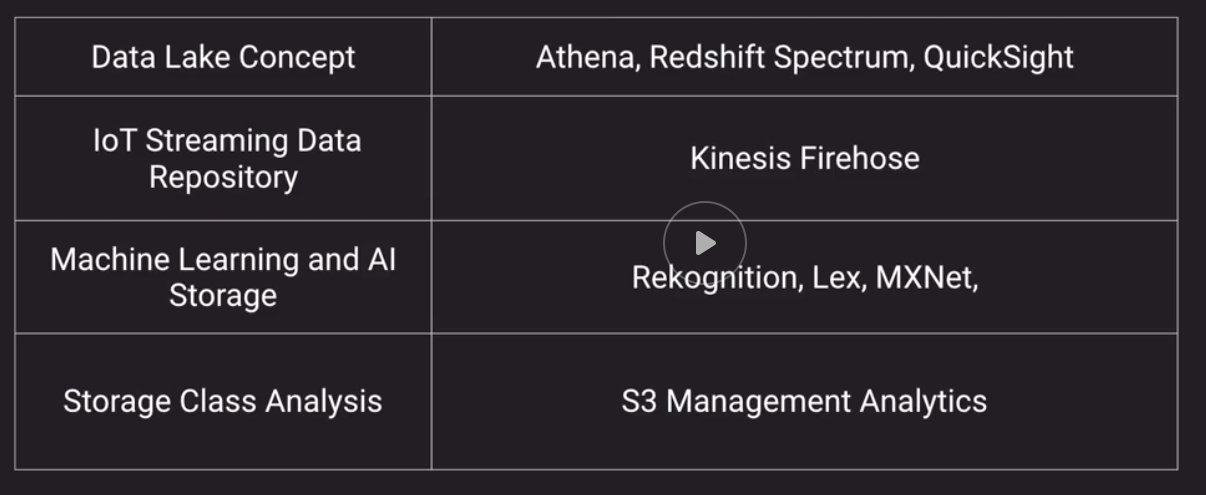 Data Lake Concept
Athena, Redshift Spectrum, QuickSight
IoT Streaming Data
Repository
Kinesis Firehose
Machine Learning and AI
Storage
Rekognition, Lex, MXNet,
Storage Class Analysis
S3 Management Analytics